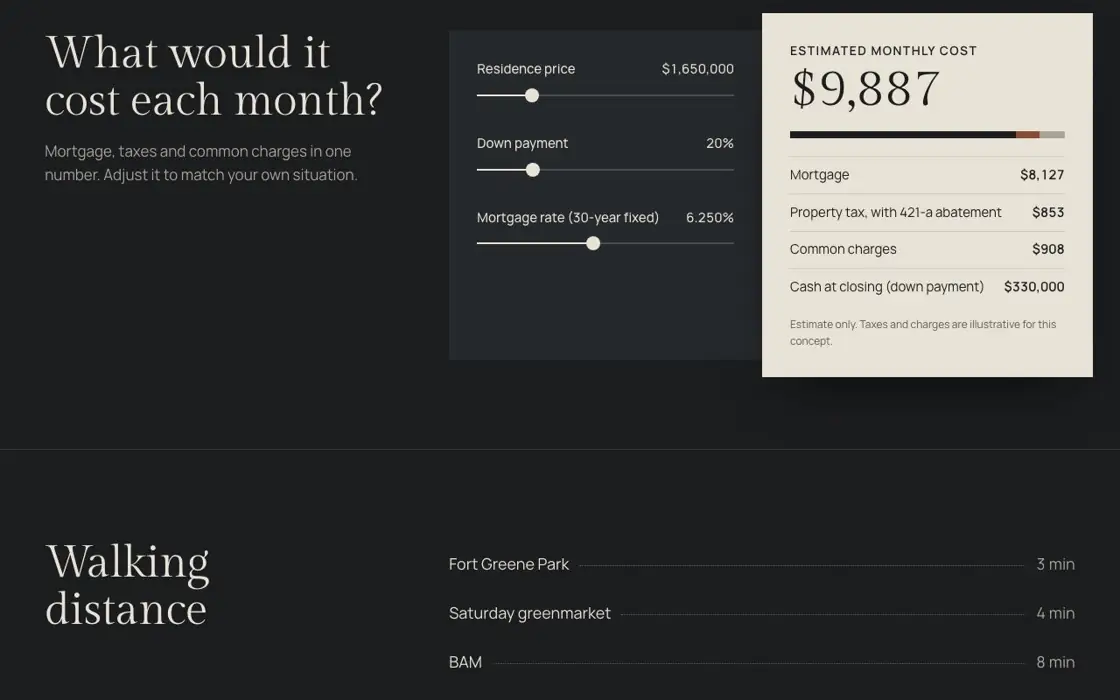 What would it
cost each month?
Mortgage, taxes and common charges in one
number. Adjust it to match your own situation.
Residence price $1,650,000
Down payment 20%
Mortgage rate (30-year fixed) 6.250%
ESTIMATED MONTHLY COST
$9,887
Mortgage $8,127
Property tax, with 421-a abatement $853
Common charges $908
Cash at closing (down payment) $330,000
Estimate only. Taxes and charges are illustrative for this
concept.
Walking
distance
Fort Greene Park 3 min
Saturday greenmarket 4 min
BAM 8 min